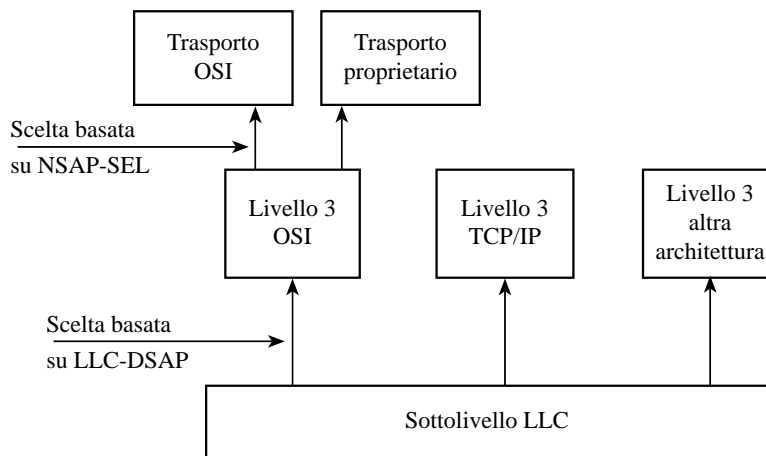 Trasporto
OSI
Trasporto
proprietario
Scelta basata
su NSAP-SEL
Livello 3
OSI
Livello 3
TCP/IP
Livello 3
altra
architettura
Scelta basata
su LLC-DSAP
Sottolivello LLC